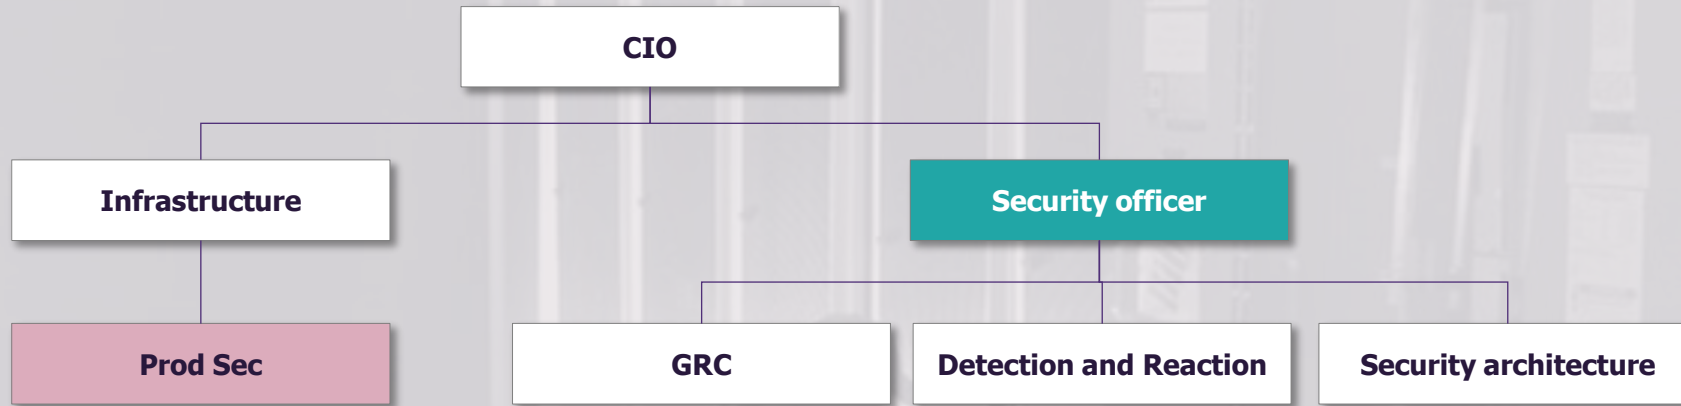 CIO
Infrastructure
Security officer
Prod Sec
GRC
Detection and Reaction
Security architecture